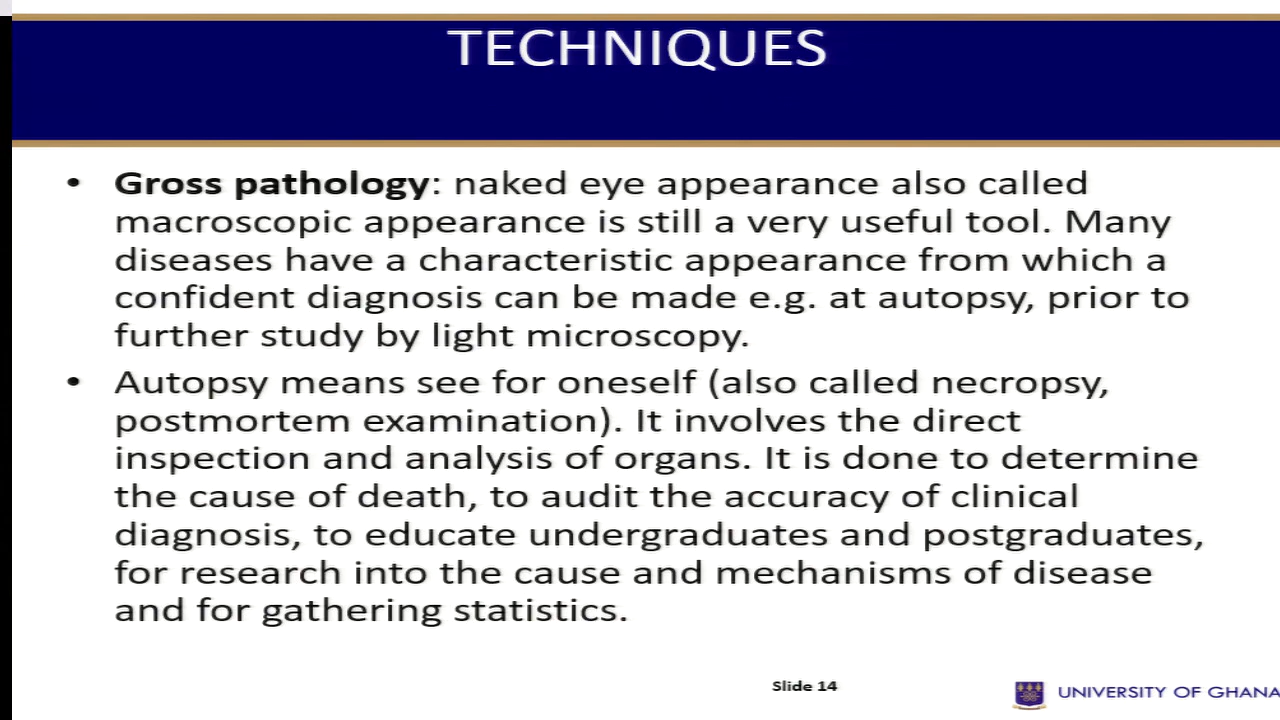 TECHNIQUES
• Gross pathology: naked eye appearance also called
macroscopic appearance is still a very useful tool. Many
diseases have a characteristic appearance from which a
confident diagnosis can be made e.g. at autopsy, prior to
further study by light microscopy.
• Autopsy means see for oneself (also called necropsy,
postmortem examination). It involves the direct
inspection and analysis of organs. It is done to determine
the cause of death, to audit the accuracy of clinical
diagnosis, to educate undergraduates and postgraduates,
for research into the cause and mechanisms of disease
and for gathering statistics.
Slide 14
UNIVERSITY OF GHANA